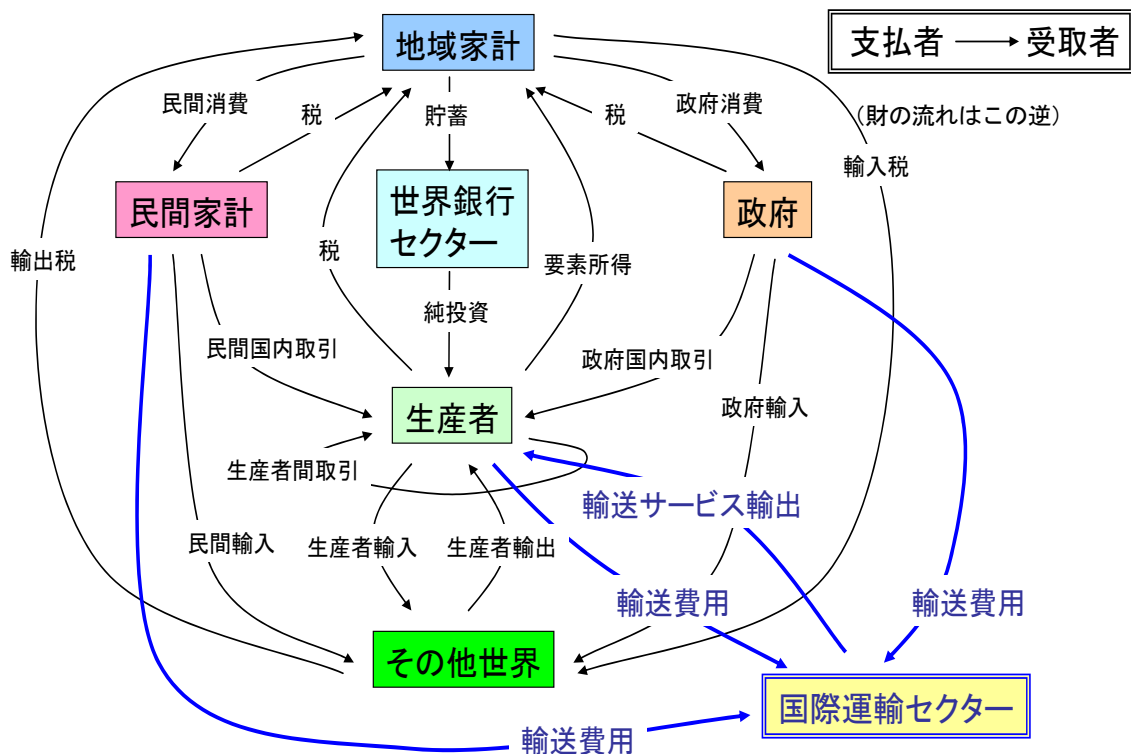 地域家計
支払者 → 受取者
(財の流れはこの逆)
民間消費
税
貯蓄
税
政府消費
輸入税
民間家計
世界銀行
セクター
政府
輸出税
税
要素所得
純投資
民間国内取引
政府国内取引
生産者
政府輸入
生産者間取引
輸送サービス輸出
民間輸入
生産者輸入
生産者輸出
輸送費用
輸送費用
その他世界
国際運輸セクター
輸送費用